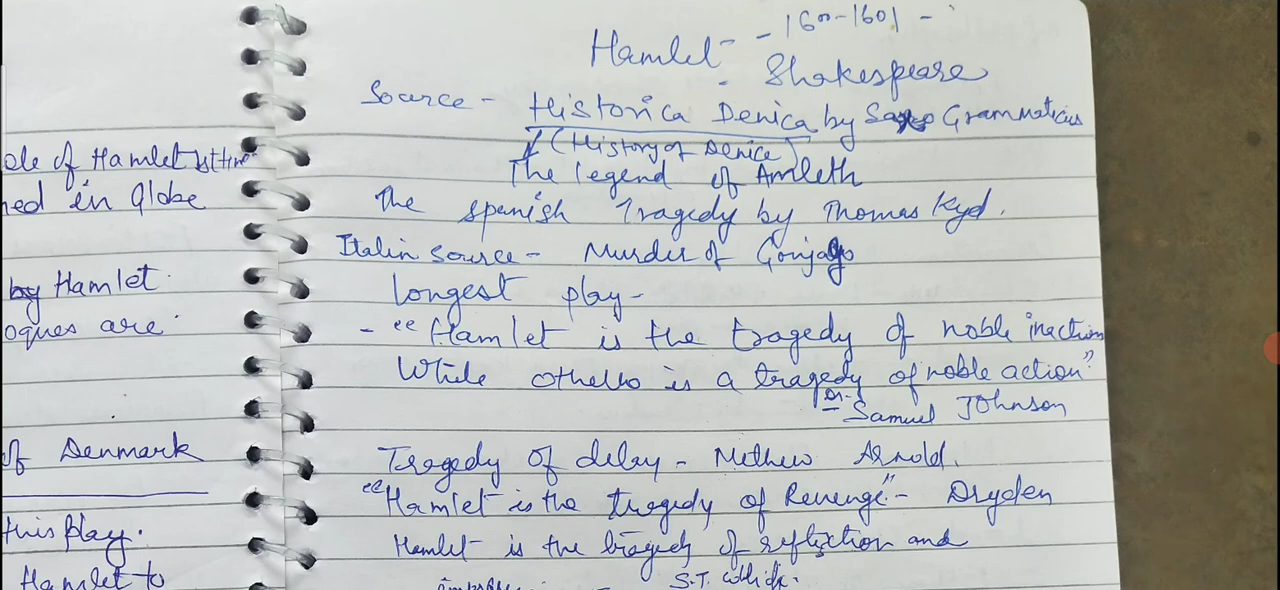 ole of Hamlet
ned in Globe
by Hamlet.
oques are
of Denmark
this play.
Hamlet to
Hamlet - 1600-1601 -
Shakespeare
Source - Historica Denica by Saxo Grammaticus
(History of Denice)
The legend of Amleth
The Spanish Tragedy by Thomas Kyd.
Italin Source - Murder of Gonjago
Longest play -
- "Hamlet is the tragedy of noble inaction
While Othello is a tragedy of noble action"
- Dr. Samuel Johnson
Tragedy of delay - Methew Arnold.
"Hamlet is the tragedy of Revenge" - Dryden
Hamlet is the tragedy of reflection and
S.T.